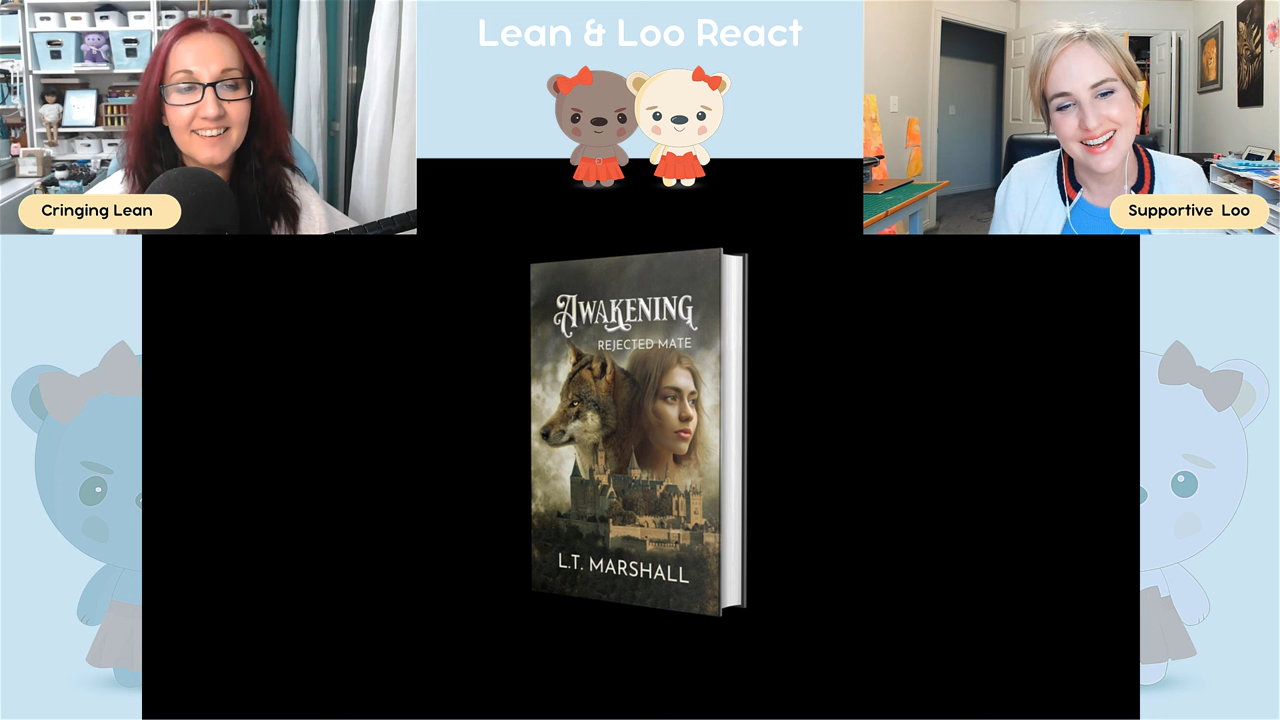 Lean & Loo React
Cringing Lean
Supportive Loo
AWAKENING
REJECTED MATE
L.T. MARSHALL